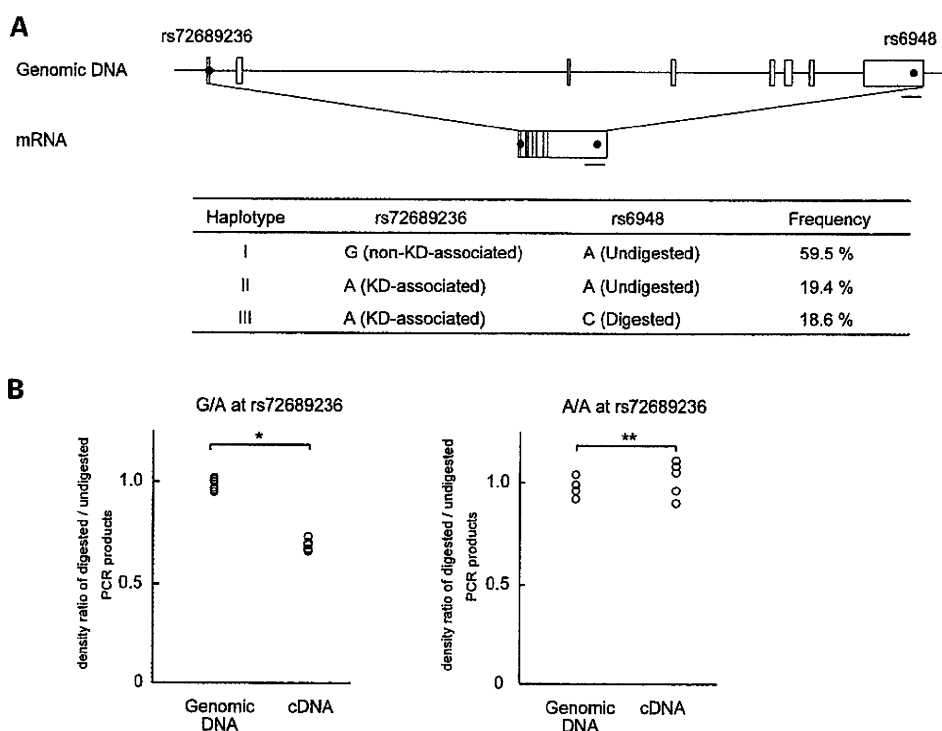 A
rs72689236
rs6948
Genomic DNA
mRNA
Haplotype rs72689236 rs6948 Frequency
I G (non-KD-associated) A (Undigested) 59.5 %
II A (KD-associated) A (Undigested) 19.4 %
III A (KD-associated) C (Digested) 18.6 %
B
G/A at rs72689236
*
density ratio of digested / undigested
PCR products
1.0
0.5
0
Genomic
DNA
cDNA
A/A at rs72689236
**
density ratio of digested / undigested
PCR products
1.0
0.5
0
Genomic
DNA
cDNA